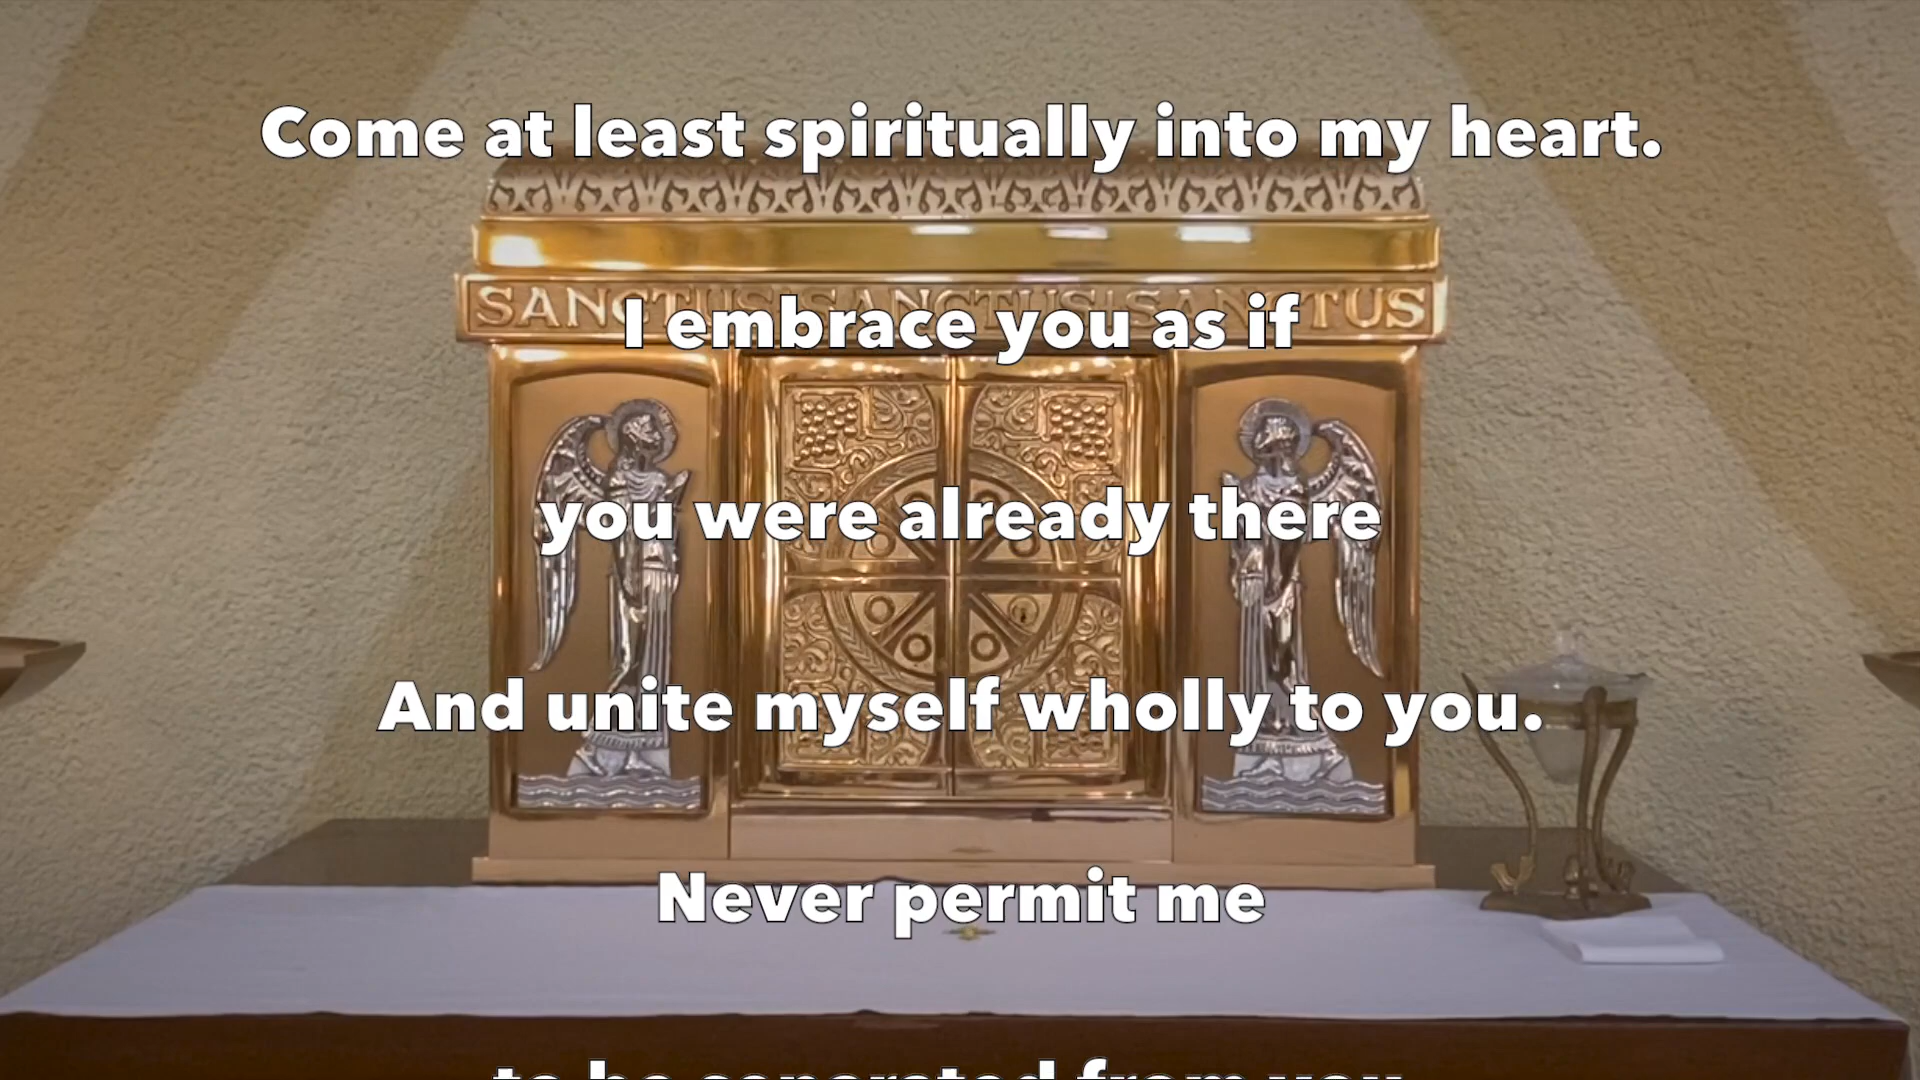 Come at least spiritually into my heart.
SANCTUS SANCTUS SANCTUS
I embrace you as if
you were already there
And unite myself wholly to you.
Never permit me
to be separated from you